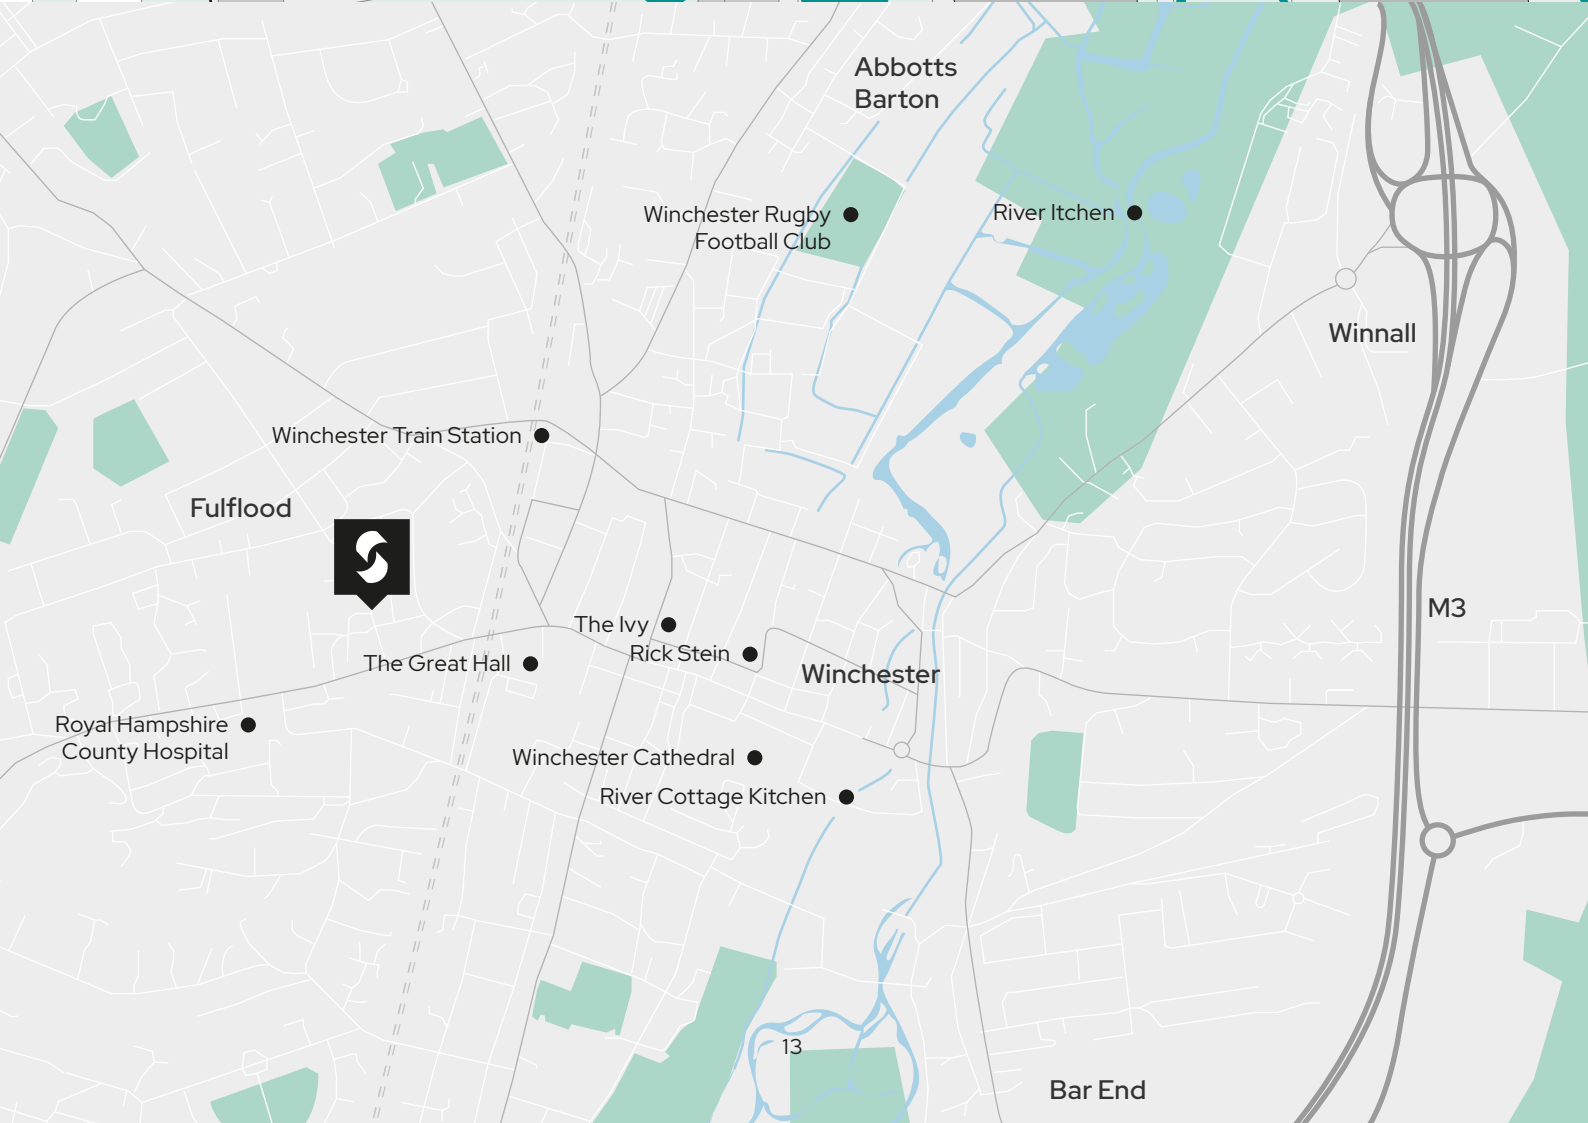 Abbotts
Barton
Winchester Rugby
Football Club
River Itchen
Winnall
Winchester Train Station
Fulflood
S
M3
The Ivy
Rick Stein
The Great Hall
Winchester
Royal Hampshire
County Hospital
Winchester Cathedral
River Cottage Kitchen
13
Bar End